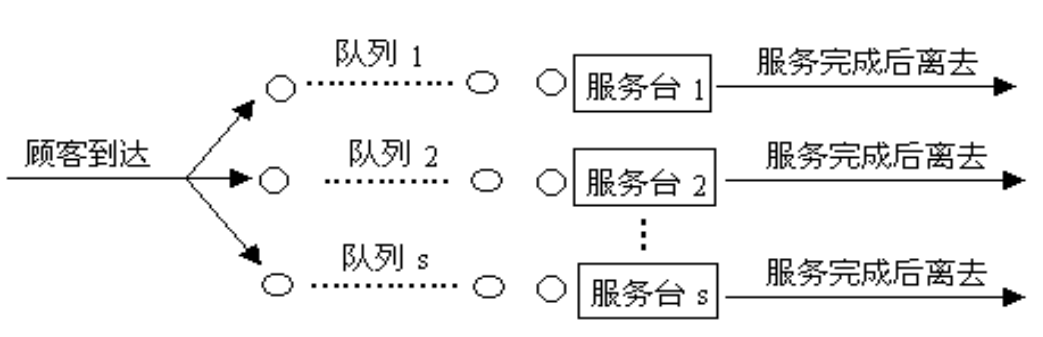 队列 1
服务台 1
服务完成后离去
顾客到达
队列 2
服务台 2
服务完成后离去
队列 s
服务台 s
服务完成后离去